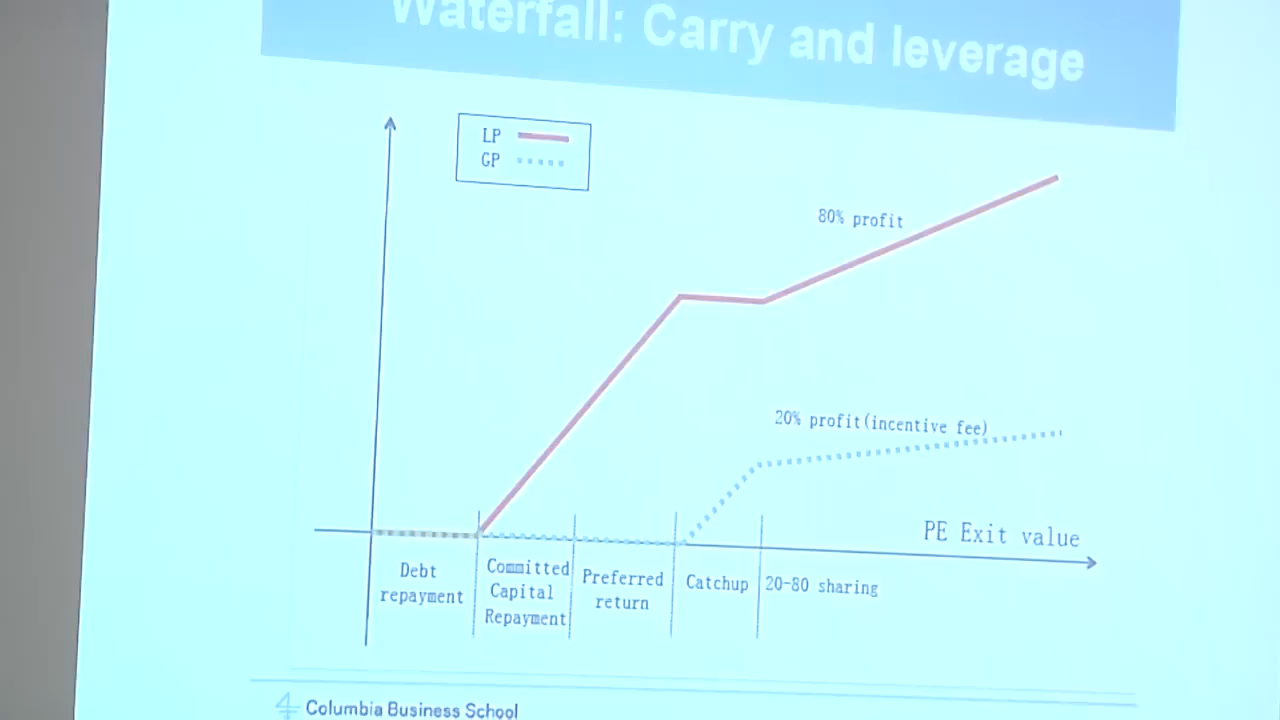 Waterfall: Carry and leverage
LP
GP
80% profit
20% profit(incentive fee)
PE Exit value
Debt
repayment
Committed
Capital
Repayment
Preferred
return
Catchup
20-80 sharing
Columbia Business School